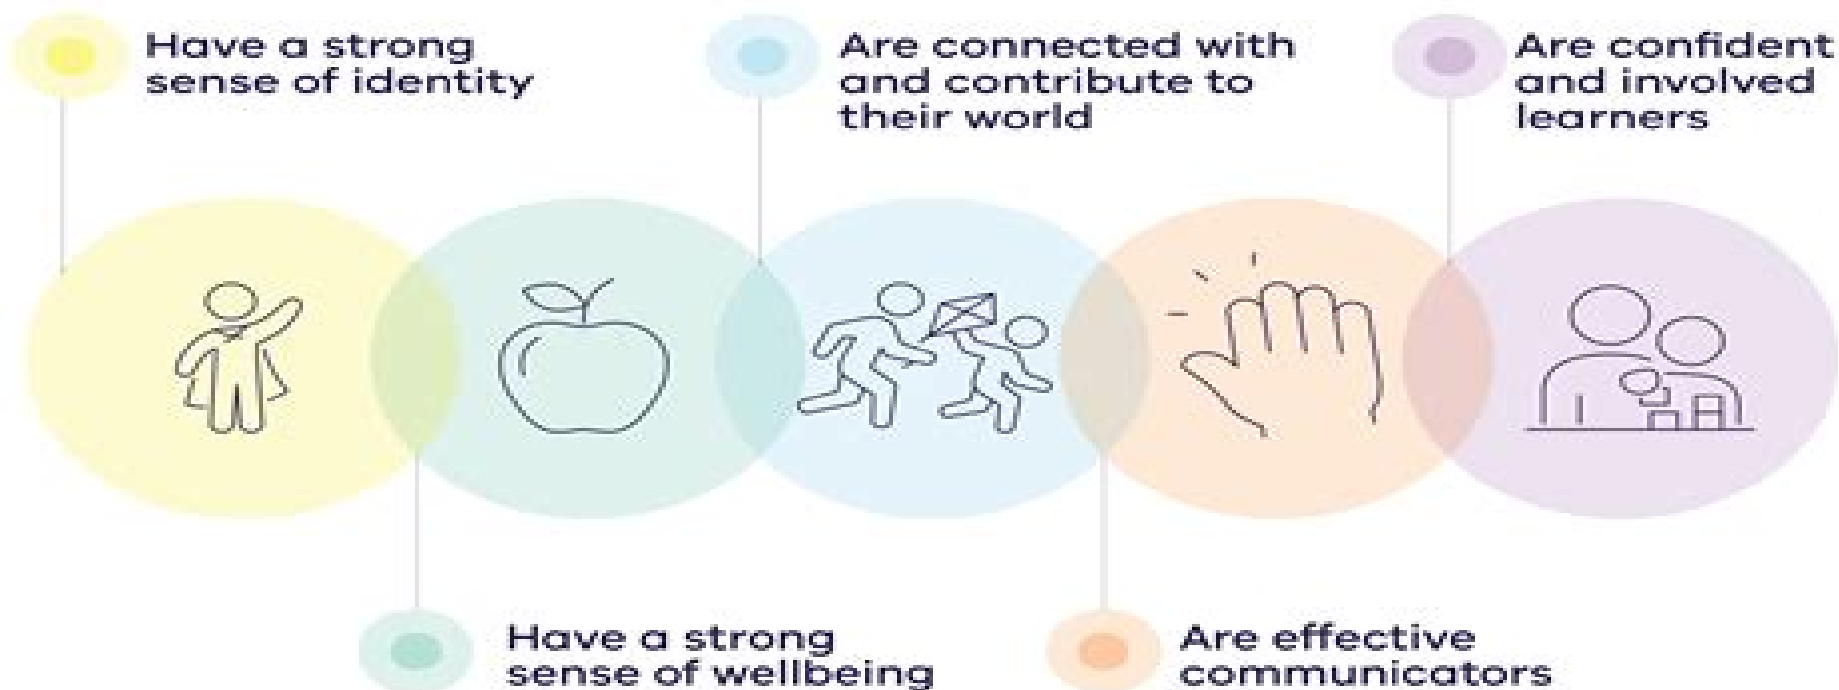 Have a strong
sense of identity
Are connected with
and contribute to
their world
Are confident
and involved
learners
Have a strong
sense of wellbeing
Are effective
communicators